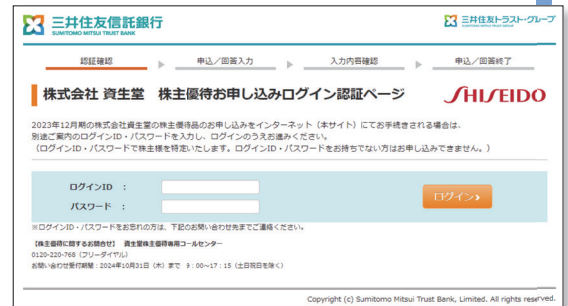 三井住友信託銀行
SUMITOMO MITSUI TRUST BANK
三井住友トラスト・グループ
SUMITOMO MITSUI TRUST GROUP
認証確認
申込／回答入力
入力内容確認
申込／回答終了
株式会社 資生堂 株主優待お申し込みログイン認証ページ
SHISEIDO
2023年12月期の株式会社資生堂の株主優待品のお申し込みをインターネット（本サイト）にてお手続きされる場合は、
別途ご案内のログインID・パスワードを入力し、ログインのうえお進みください。
（ログインID・パスワードで株主様を特定いたします。ログインID・パスワードをお持ちでない方はお申し込みできません。）
ログインID ：
パスワード ：
ログイン>
※ログインID・パスワードをお忘れの方は、下記のお問い合わせ先までご連絡ください。
【株主優待に関するお問合せ】 資生堂株主優待専用コールセンター
0120-220-768（フリーダイヤル）
お問い合わせ受付期間：2024年10月31日（木）まで 9：00～17：15（土日祝日を除く）
Copyright (c) Sumitomo Mitsui Trust Bank, Limited. All rights reserved.